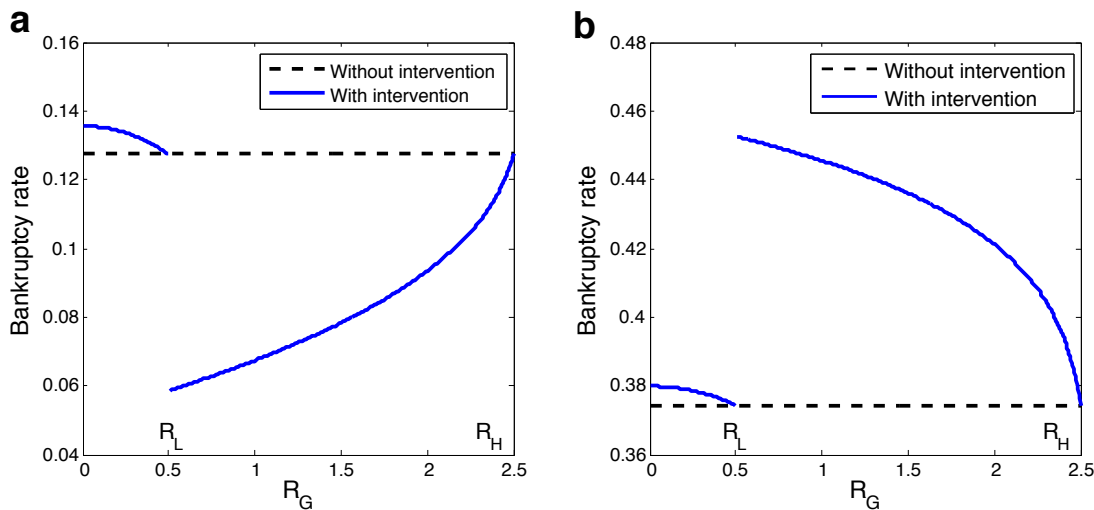 a
0.16
0.14
0.12
0.1
0.08
0.06
0.04
Bankruptcy rate
Without intervention
With intervention
R_L
R_H
0 0.5 1 1.5 2 2.5
R_G
b
0.48
0.46
0.44
0.42
0.4
0.38
0.36
Bankruptcy rate
Without intervention
With intervention
R_L
R_H
0 0.5 1 1.5 2 2.5
R_G